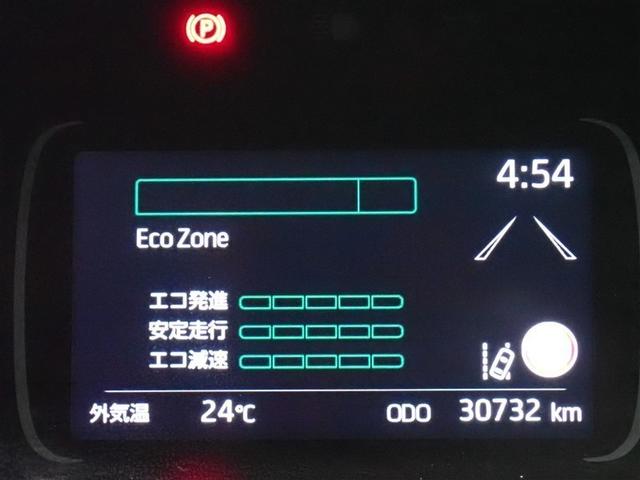 P
4:54
Eco Zone
エコ発進
安定走行
エコ減速
外気温 24℃ ODO 30732 km